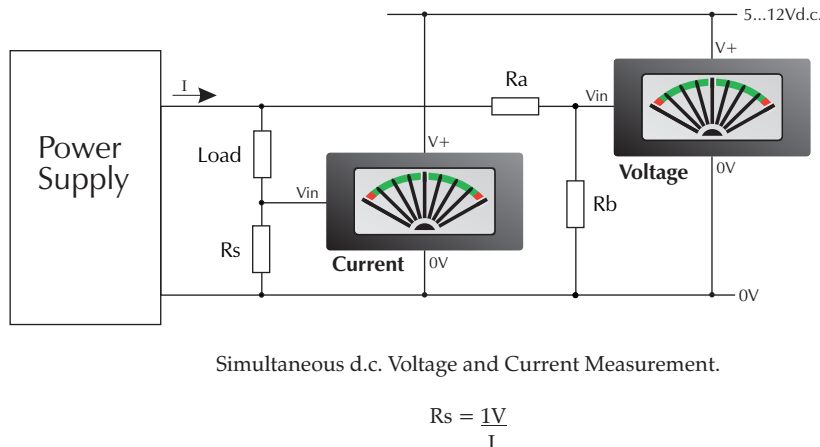 5...12Vd.c.
V+
I
Ra
Vin
Power
Supply
V+
Load
Voltage
0V
Vin
Rb
Rs
Current
0V
0V
Simultaneous d.c. Voltage and Current Measurement.
Rs = 1V
I